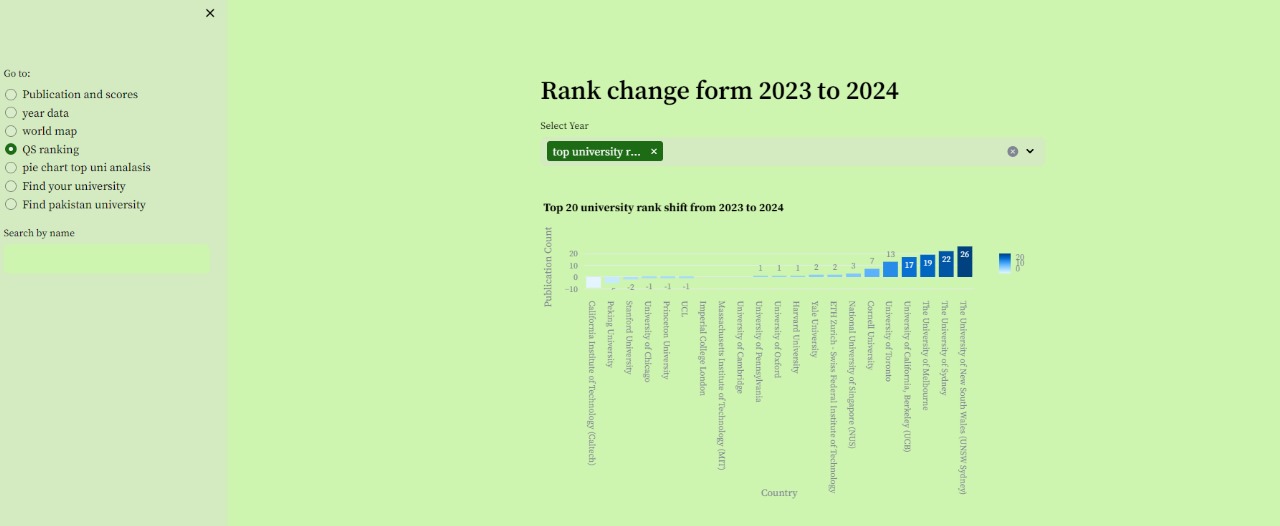 ×
Go to:
Publication and scores
year data
world map
QS ranking
pie chart top uni analasis
Find your university
Find pakistan university
Search by name
Rank change form 2023 to 2024
Select Year
top university r... ×
Top 20 university rank shift from 2023 to 2024
Publication Count
20
10
0
−10
-2
-1
-1
-1
1
1
1
2
2
3
7
13
17
19
22
26
20
10
0
California Institute of Technology (Caltech)
Peking University
Stanford University
University of Chicago
Princeton University
UCL
Imperial College London
Massachusetts Institute of Technology (MIT)
University of Cambridge
University of Pennsylvania
University of Oxford
Harvard University
Yale University
ETH Zurich - Swiss Federal Institute of Technology
National University of Singapore (NUS)
Cornell University
University of Toronto
University of California, Berkeley (UCB)
The University of Melbourne
The University of Sydney
The University of New South Wales (UNSW Sydney)
Country